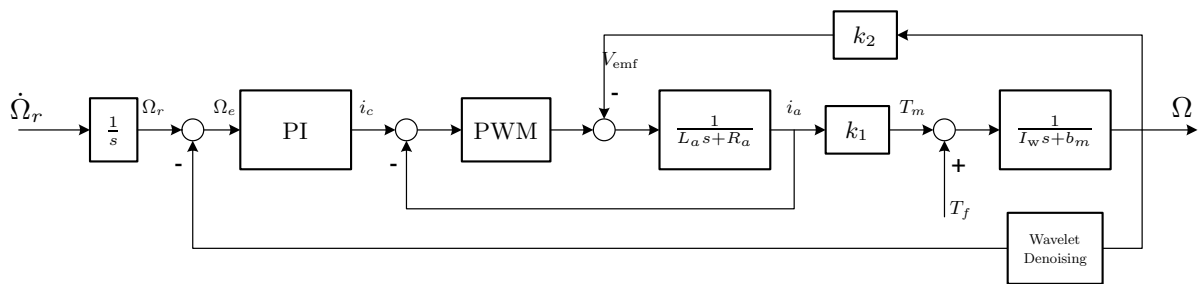 k₂
V_emf
-
Ω̇_r
1/s
Ω_r
Ω_e
PI
i_c
PWM
1/(L_a s+R_a)
i_a
k₁
T_m
1/(I_w s+b_m)
Ω
-
-
+
T_f
Wavelet
Denoising